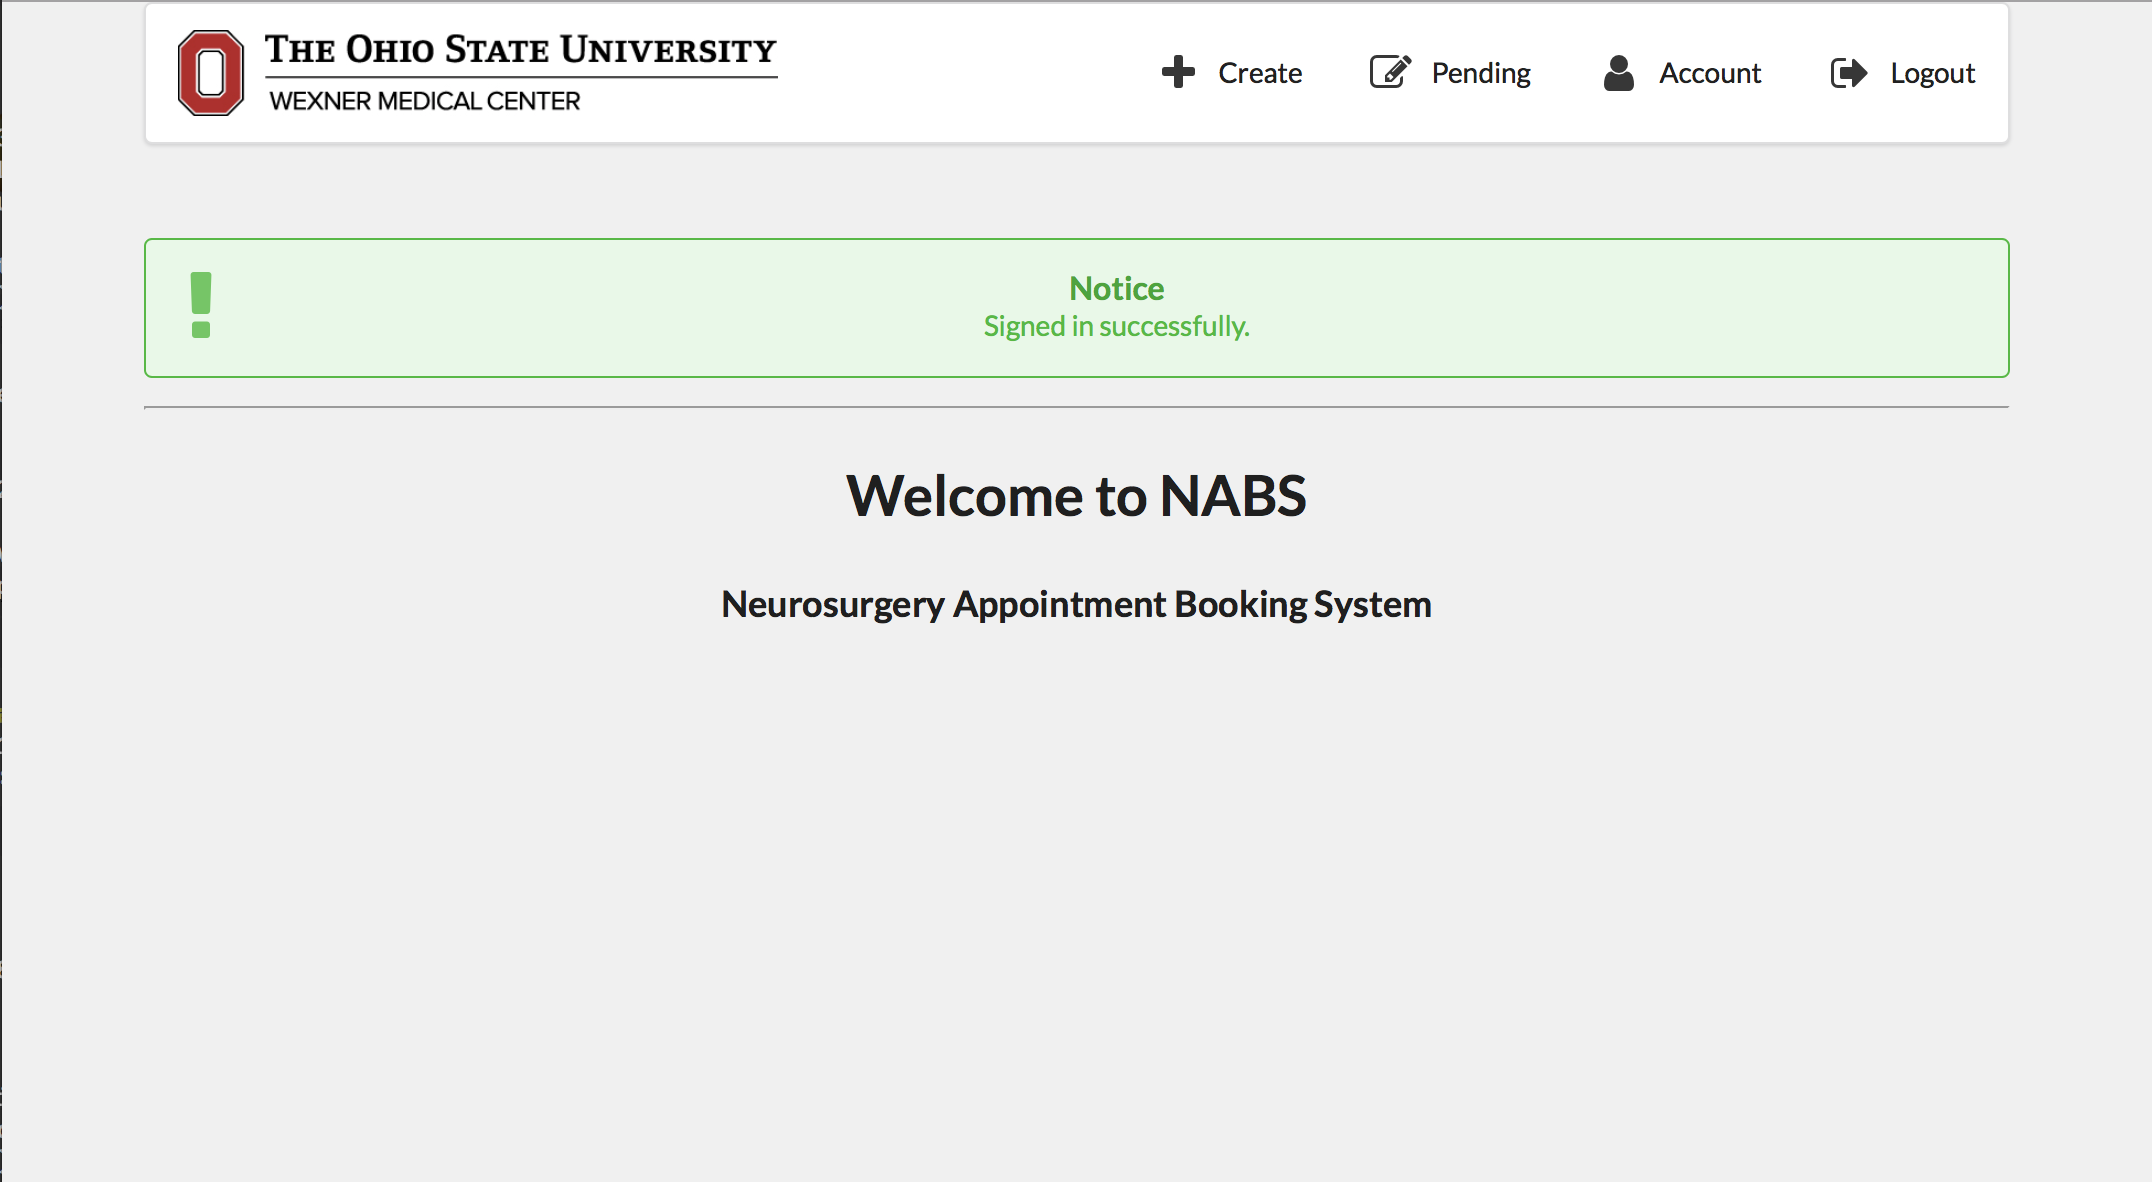 THE OHIO STATE UNIVERSITY
WEXNER MEDICAL CENTER
Create
Pending
Account
Logout
Notice
Signed in successfully.
Welcome to NABS
Neurosurgery Appointment Booking System